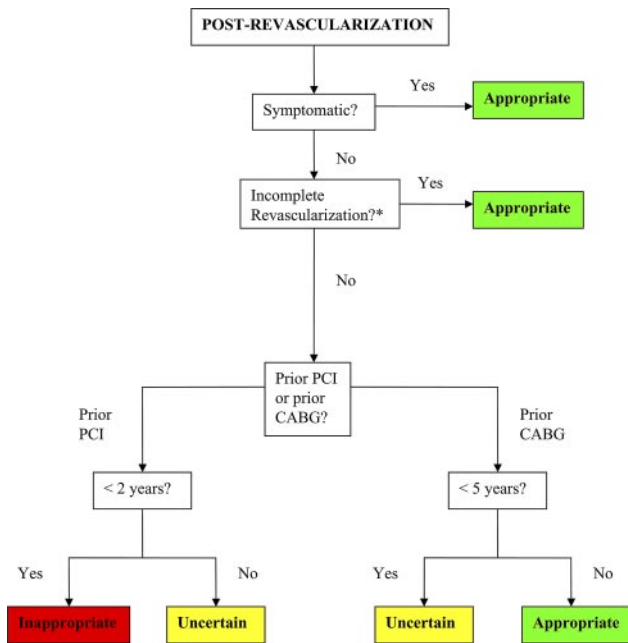 POST-REVASCULARIZATION
Yes
Symptomatic?
Appropriate
No
Incomplete
Revascularization?*
Yes
Appropriate
No
Prior PCI
or prior
CABG?
Prior
PCI
Prior
CABG
< 2 years?
< 5 years?
Yes
No
Yes
No
Inappropriate
Uncertain
Uncertain
Appropriate